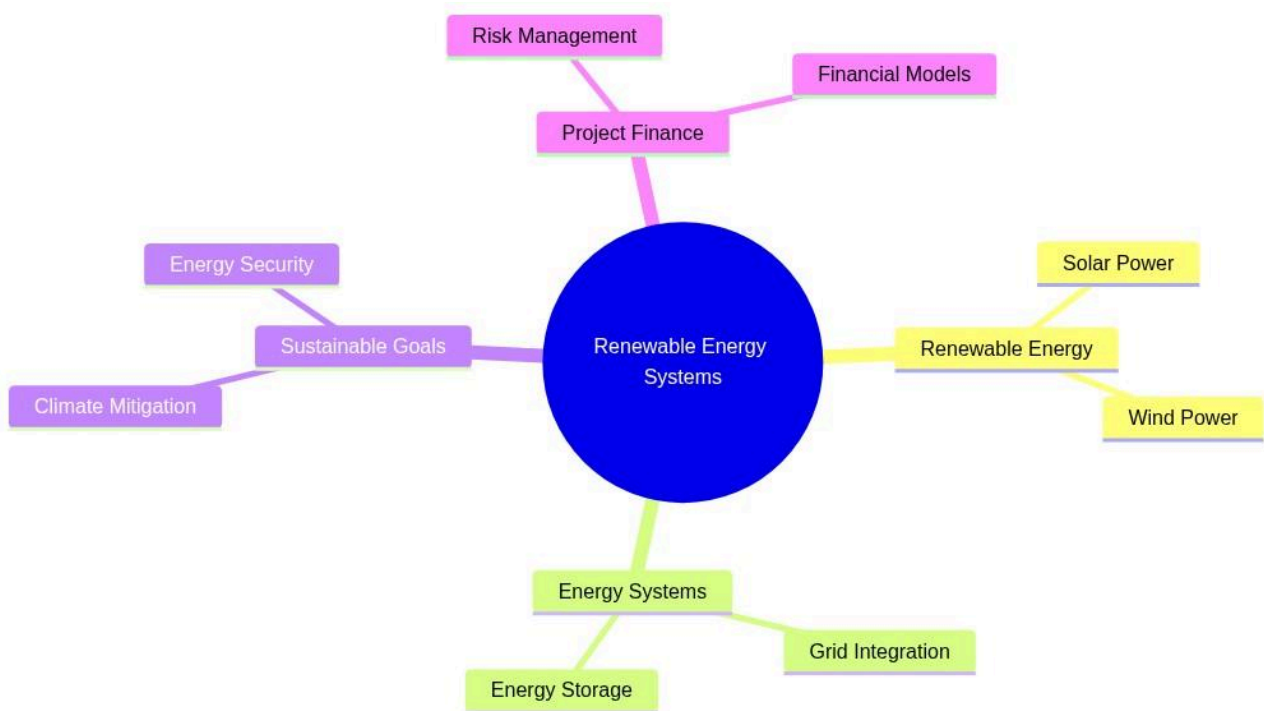 Risk Management
Financial Models
Project Finance
Energy Security
Solar Power
Sustainable Goals
Renewable Energy
Systems
Renewable Energy
Climate Mitigation
Wind Power
Energy Systems
Grid Integration
Energy Storage